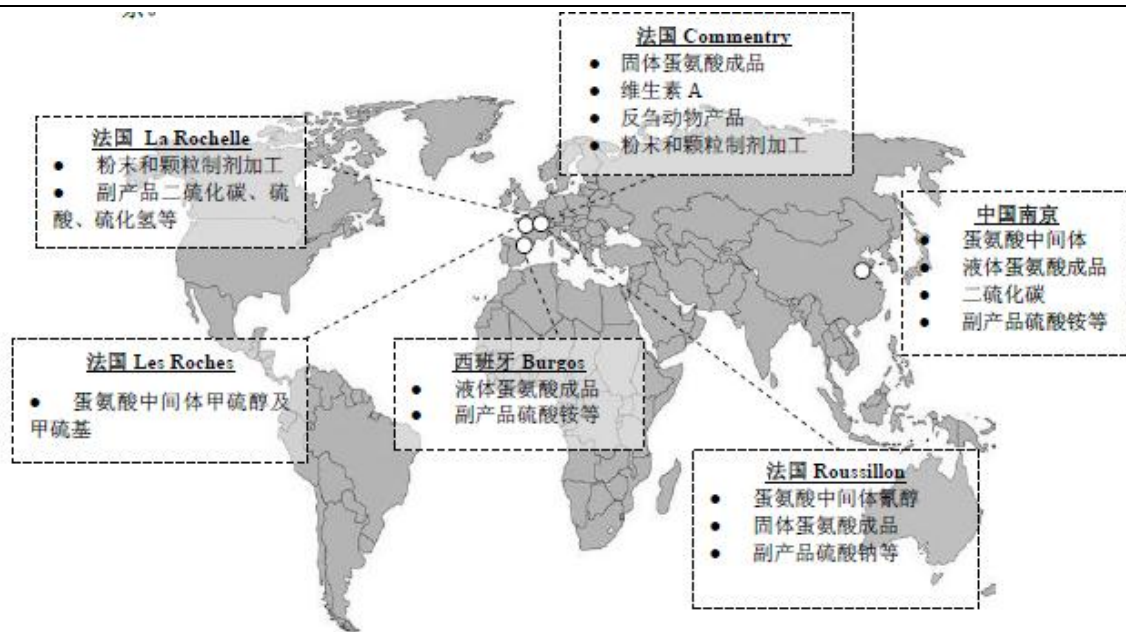 法国 Commentry
● 固体蛋氨酸成品
● 维生素 A
● 反刍动物产品
● 粉末和颗粒制剂加工
法国 La Rochelle
● 粉末和颗粒制剂加工
● 副产品二硫化碳、硫
酸、硫化氢等
中国南京
● 蛋氨酸中间体
● 液体蛋氨酸成品
● 二硫化碳
● 副产品硫酸铵等
法国 Les Roches
● 蛋氨酸中间体甲硫醇及
甲硫基
西班牙 Burgos
● 液体蛋氨酸成品
● 副产品硫酸铵等
法国 Roussillon
● 蛋氨酸中间体氰醇
● 固体蛋氨酸成品
● 副产品硫酸钠等